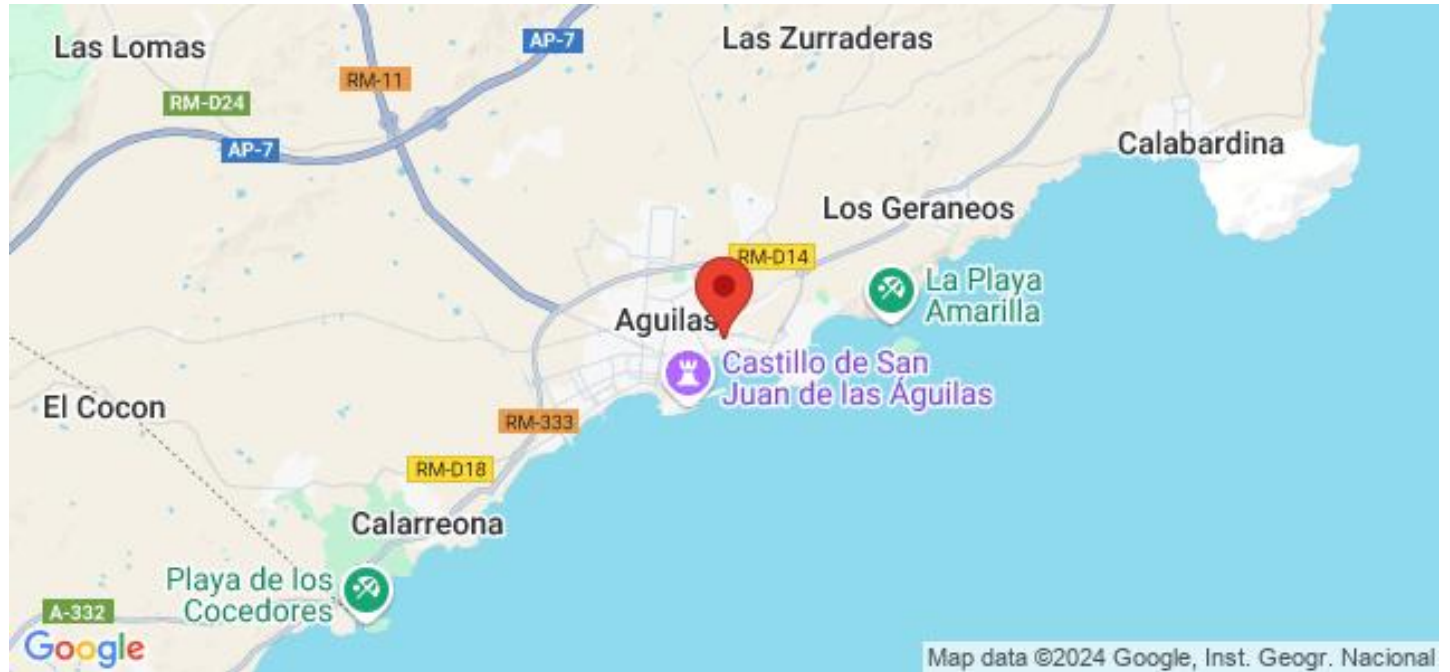 Las Lomas
AP-7
Las Zurraderas
RM-11
RM-D24
AP-7
Calabardina
Los Geraneos
RM-D14
La Playa
Amarilla
Aguilas
Castillo de San
Juan de las Águilas
El Cocon
RM-333
RM-D18
Calarreona
Playa de los
Cocedores
A-332
Google
Map data ©2024 Google, Inst. Geogr. Nacional